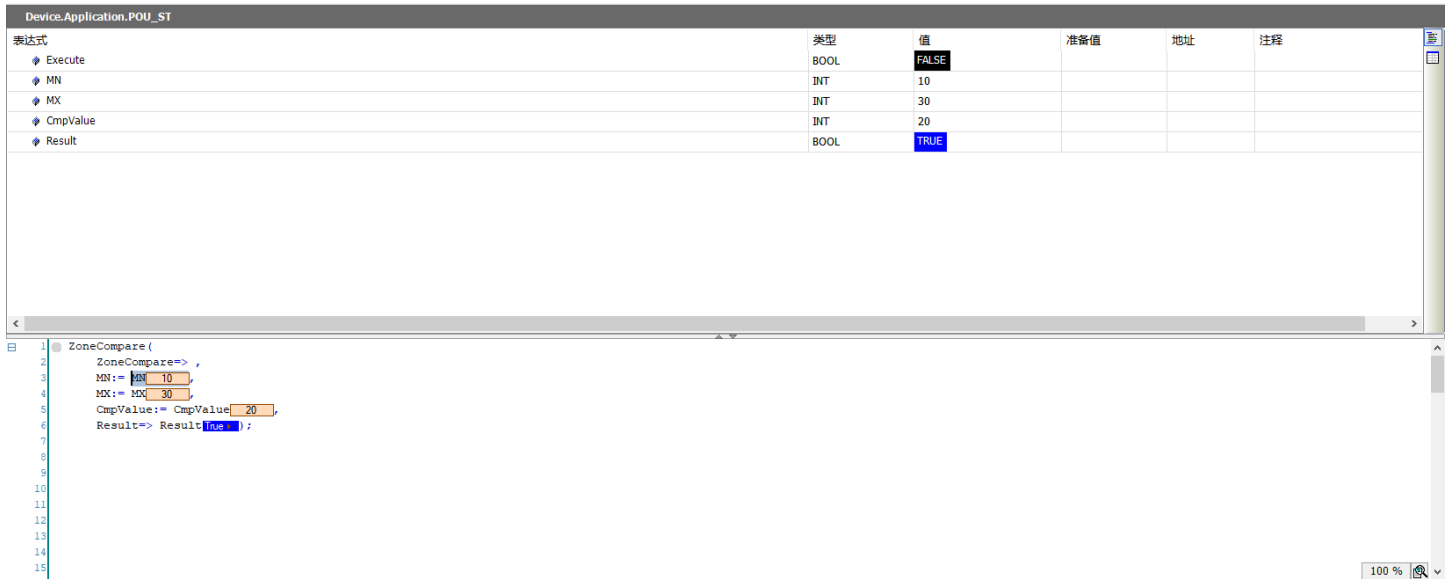 Device.Application.POU_ST
表达式 类型 值 准备值 地址 注释
Execute BOOL FALSE
MN INT 10
MX INT 30
CmpValue INT 20
Result BOOL TRUE
1 ZoneCompare(
2 ZoneCompare=> ,
3 MN:= MN 10 ,
4 MX:= MX 30 ,
5 CmpValue:= CmpValue 20 ,
6 Result=> Result True );
7
8
9
10
11
12
13
14
15
100 %